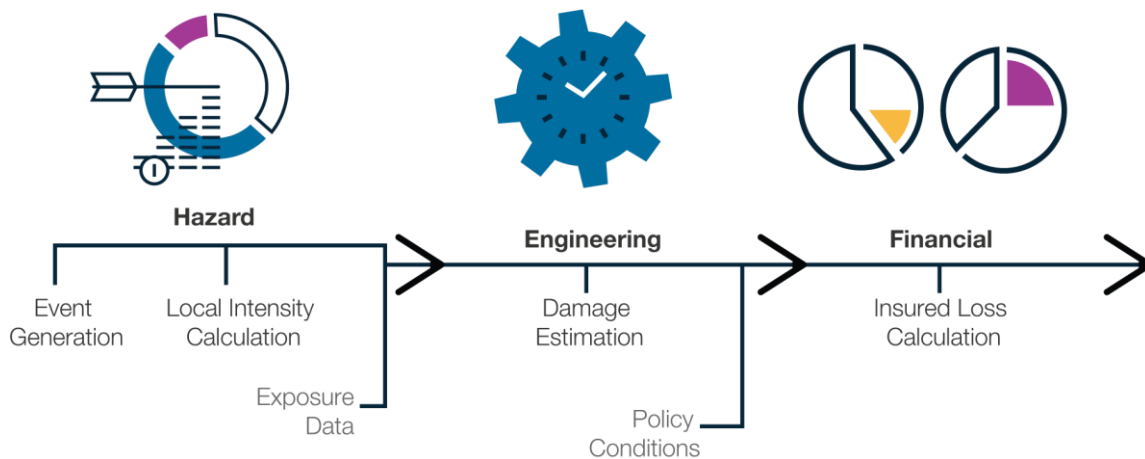 Hazard
Engineering
Financial
Event
Generation
Local Intensity
Calculation
Damage
Estimation
Insured Loss
Calculation
Exposure
Data
Policy
Conditions